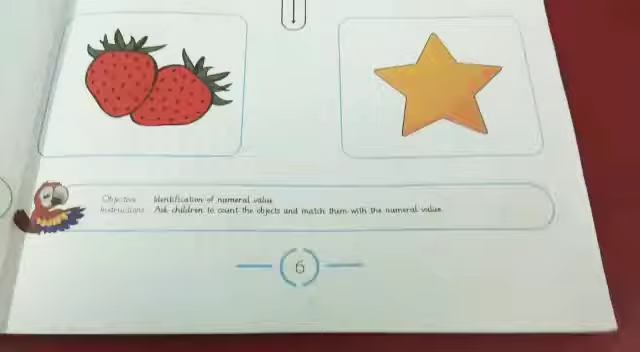 Objective Identification of numeral value
Instructions Ask children to count the objects and match them with the numeral value
6